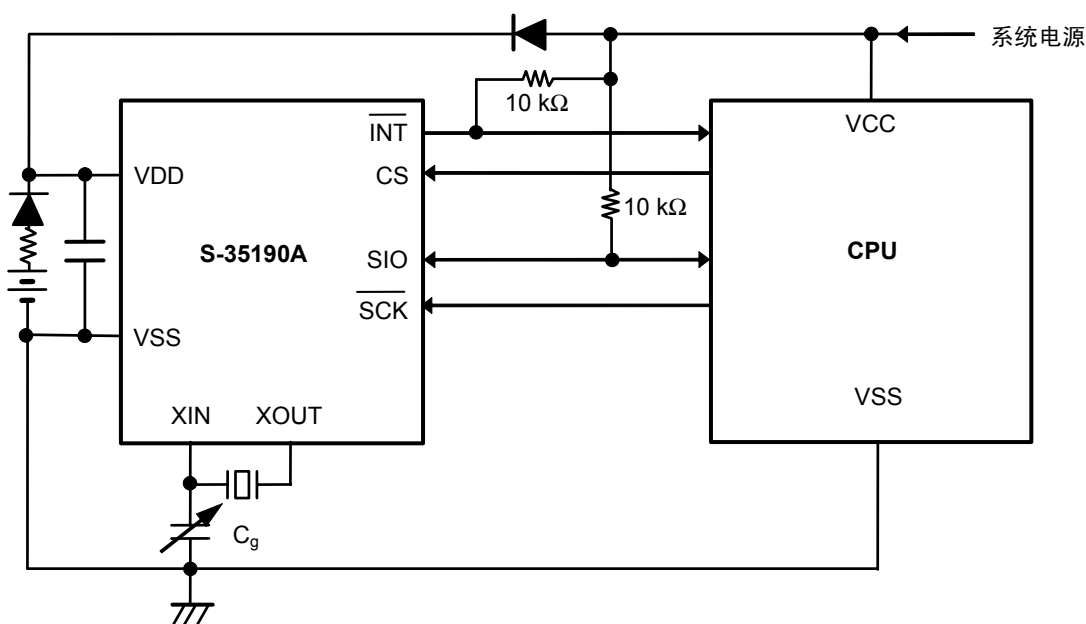 系统电源
10 kΩ
INT
VCC
VDD
CS
10 kΩ
S-35190A
CPU
SIO
SCK
VSS
VSS
XIN XOUT
Cg